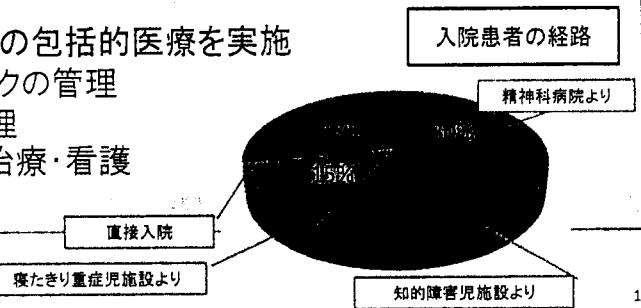 の包括的医療を実施
クの管理
理
治療・看護
入院患者の経路
精神科病院より
15%
直接入院
寝たきり重症児施設より
知的障害児施設より
1